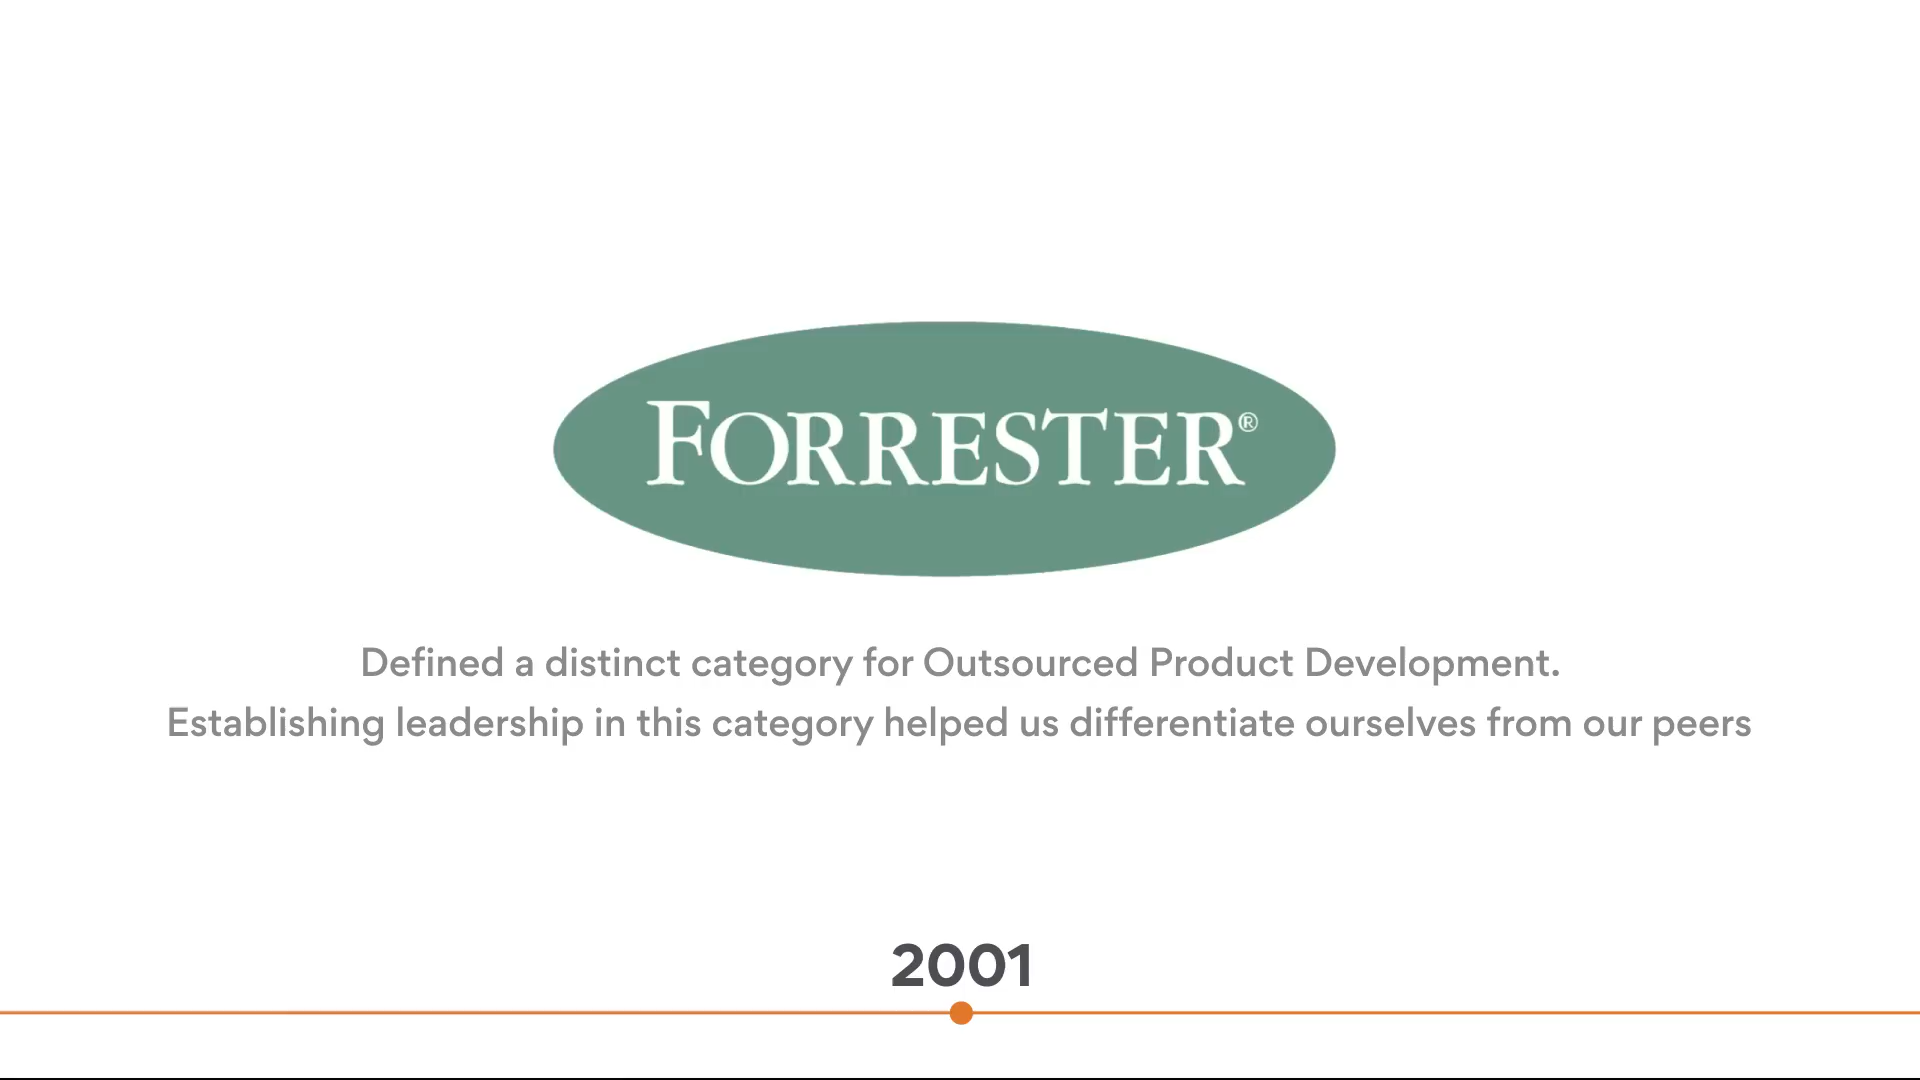 FORRESTER®
Defined a distinct category for Outsourced Product Development.
Establishing leadership in this category helped us differentiate ourselves from our peers
2001